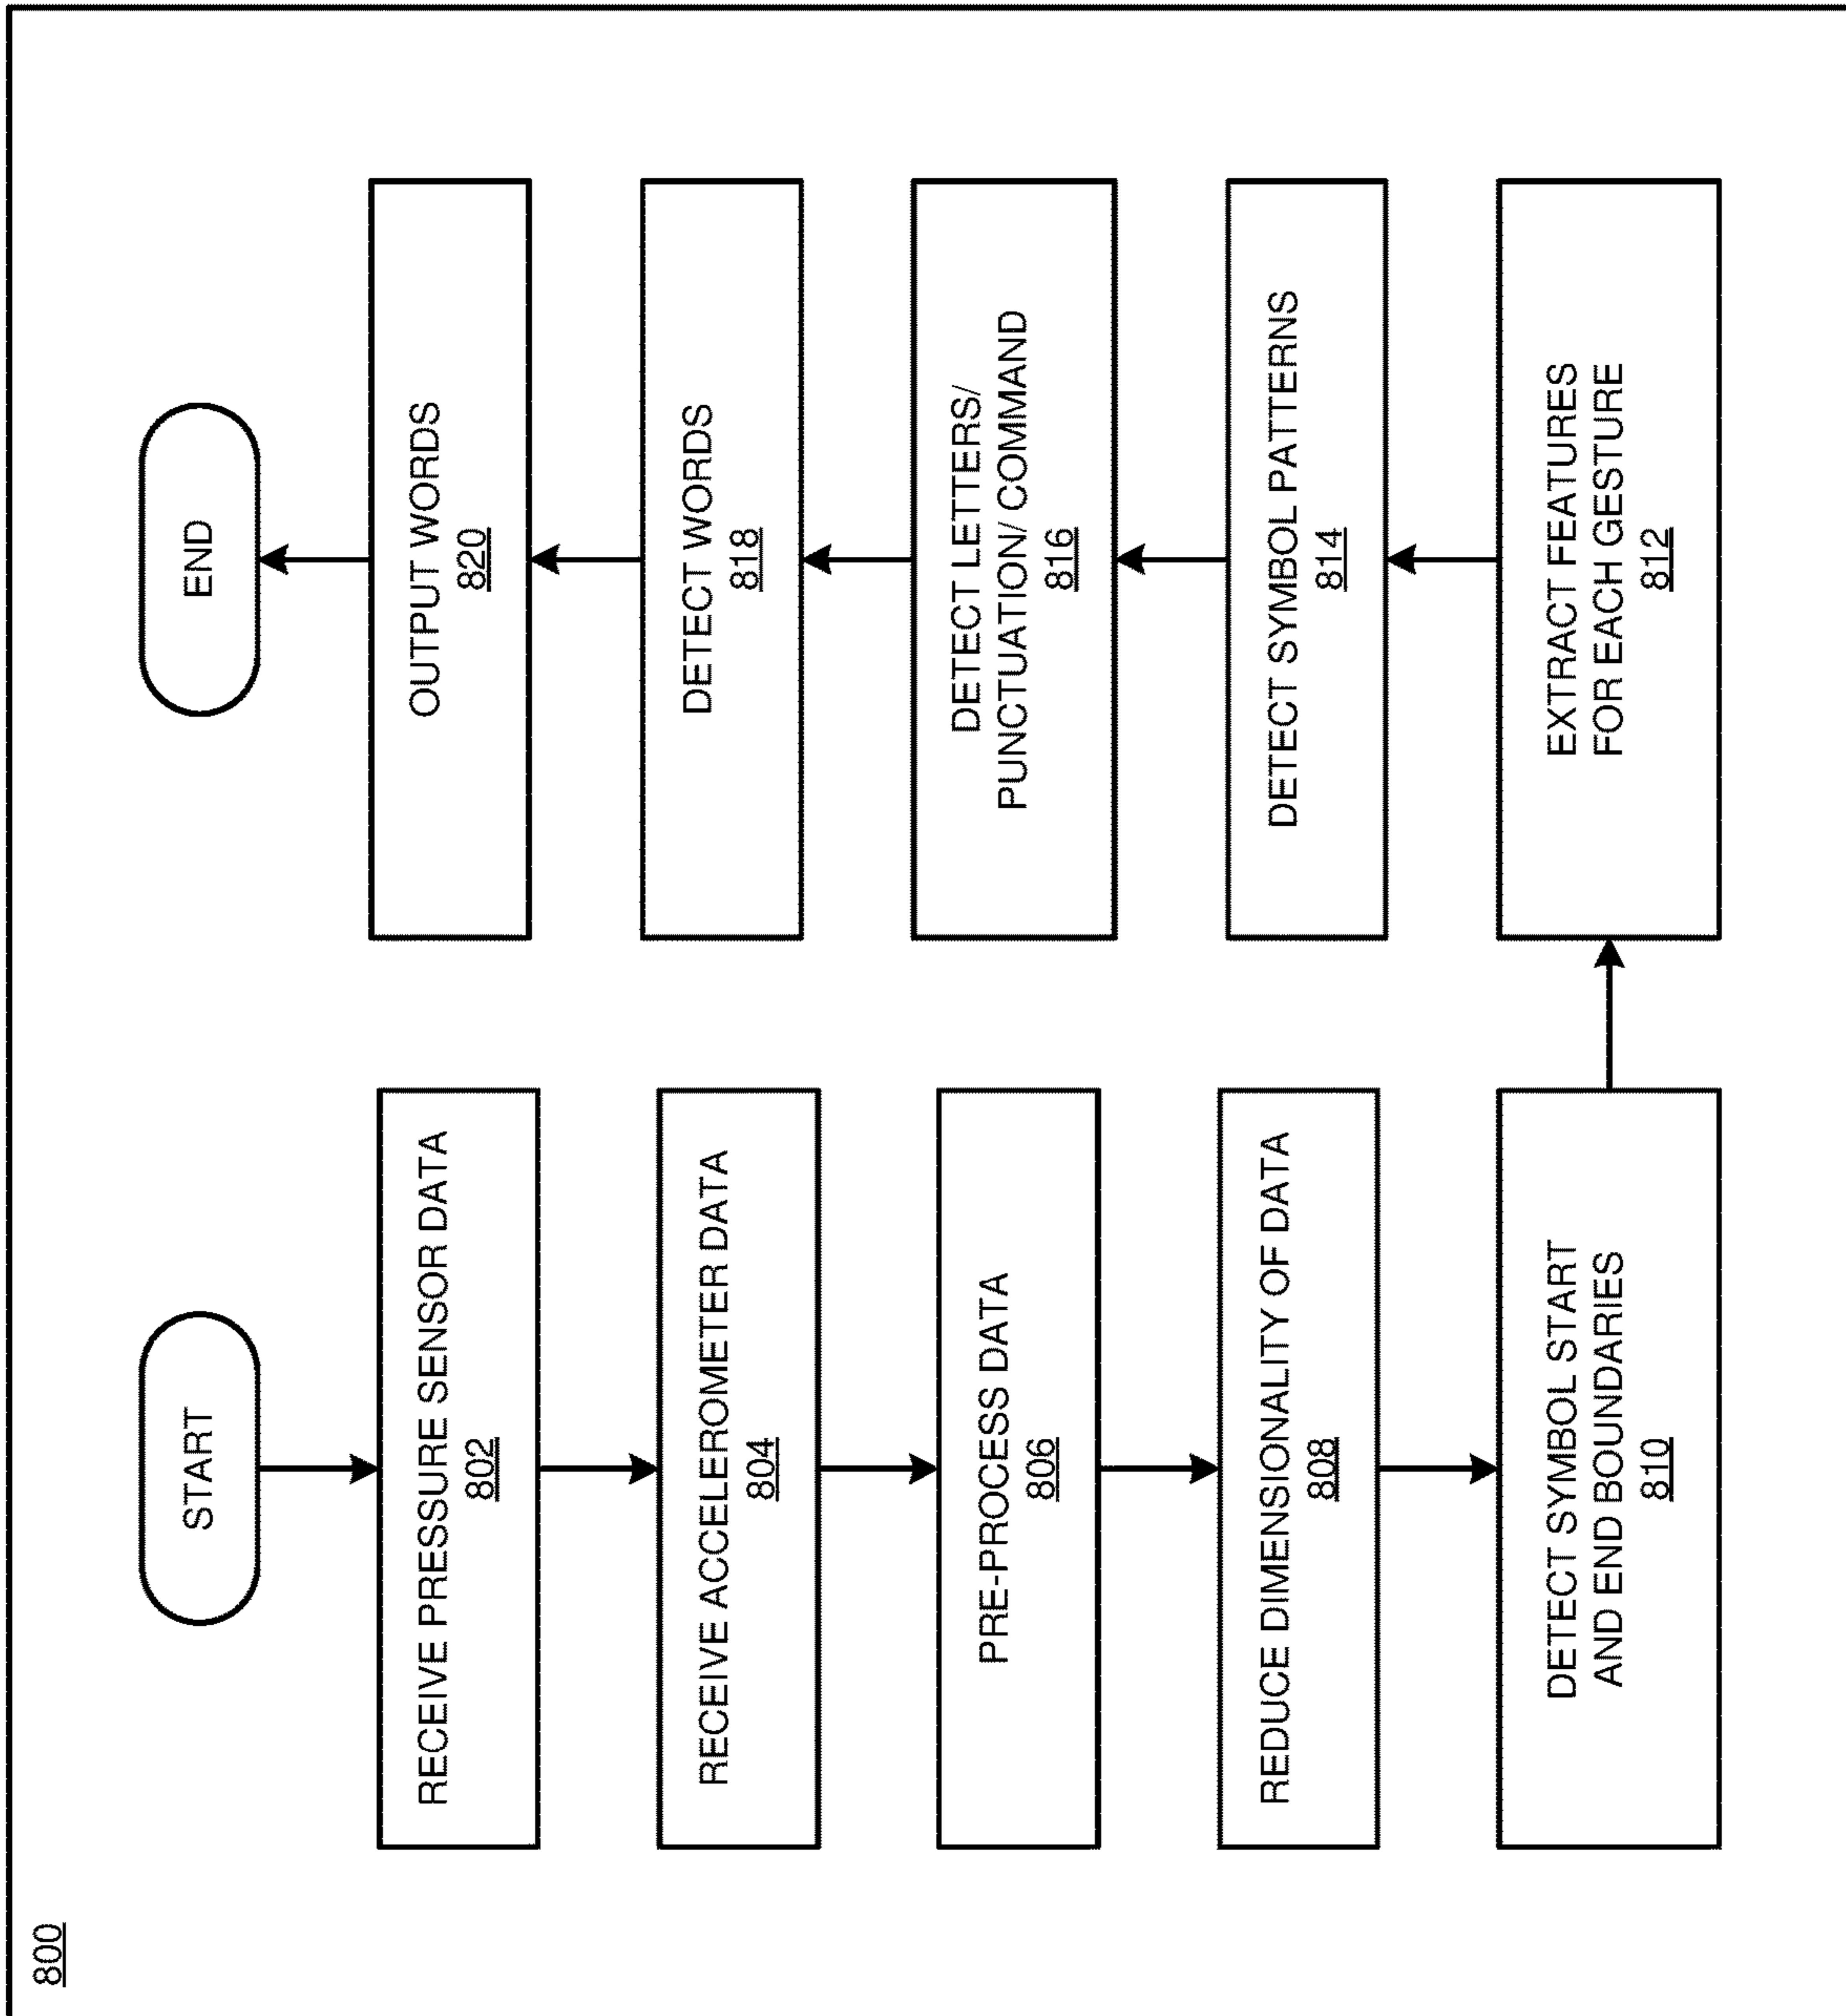 800
START
RECEIVE PRESSURE SENSOR DATA
802
RECEIVE ACCELEROMETER DATA
804
PRE-PROCESS DATA
806
REDUCE DIMENSIONALITY OF DATA
808
DETECT SYMBOL START
AND END BOUNDARIES
810
EXTRACT FEATURES
FOR EACH GESTURE
812
DETECT SYMBOL PATTERNS
814
DETECT LETTERS/
PUNCTUATION/ COMMAND
816
DETECT WORDS
818
OUTPUT WORDS
820
END